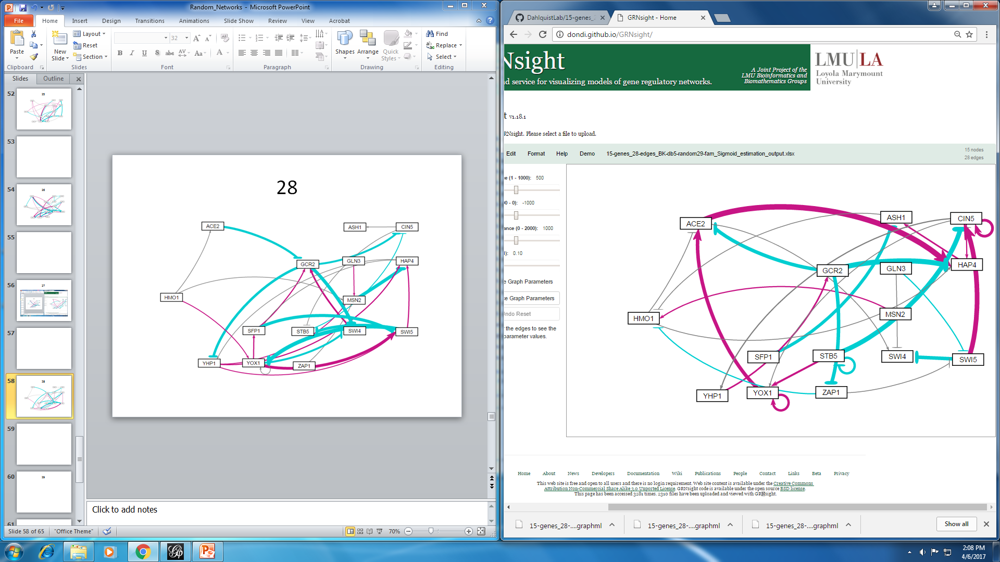 Random_Networks - Microsoft PowerPoint
File Home Insert Design Transitions Animations Slide Show Review View Acrobat
Paste
Clipboard
New Slide
Layout
Reset
Section
Slides
32
Font
Paragraph
Shapes
Arrange
Quick Styles
Drawing
Find
Replace
Select
Editing
Slides Outline
52
25
53
54
26
55
56
27
57
58
28
59
60
29
61
28
ACE2
ASH1
CIN5
GCR2
GLN3
HAP4
HMO1
MSN2
SFP1
STB5
SWI4
SWI5
YHP1
YOX1
ZAP1
Click to add notes
Slide 58 of 65 "Office Theme" 70%
DahlquistLab/15-genes_
GRNsight - Home
dondi.github.io/GRNsight/
Nsight
nd service for visualizing models of gene regulatory networks.
A Joint Project of the
LMU Bioinformatics and
Biomathematics Groups
LMU|LA
Loyola Marymount
University
t v1.18.1
RNsight. Please select a file to upload.
Edit Format Help Demo 15-genes_28-edges_BK-db5-random29-fam_Sigmoid_estimation_output.xlsx
15 nodes
28 edges
ce (1 - 1000): 500
00 - 0): -1000
ance (0 - 2000): 1000
l): 0.10
e Graph Parameters
ce Graph Parameters
Undo Reset
r the edges to see the
parameter values.
ACE2
ASH1
CIN5
GCR2
GLN3
HAP4
HMO1
MSN2
SFP1
STB5
SWI4
SWI5
YHP1
YOX1
ZAP1
Home About News Developers Documentation Wiki Publications People Contact Links Beta Privacy
This web site is free and open to all users and there is no login requirement. Web site content is available under the Creative Commons
Attribution Non-Commercial Share Alike 3.0 Unported License. GRNsight code is available under the open source BSD license.
This page has been accessed 3281 times. 2310 files have been uploaded and viewed with GRNsight.
15-genes_28-....graphml
15-genes_28-....graphml
15-genes_28-....graphml
Show all
2:08 PM
4/6/2017